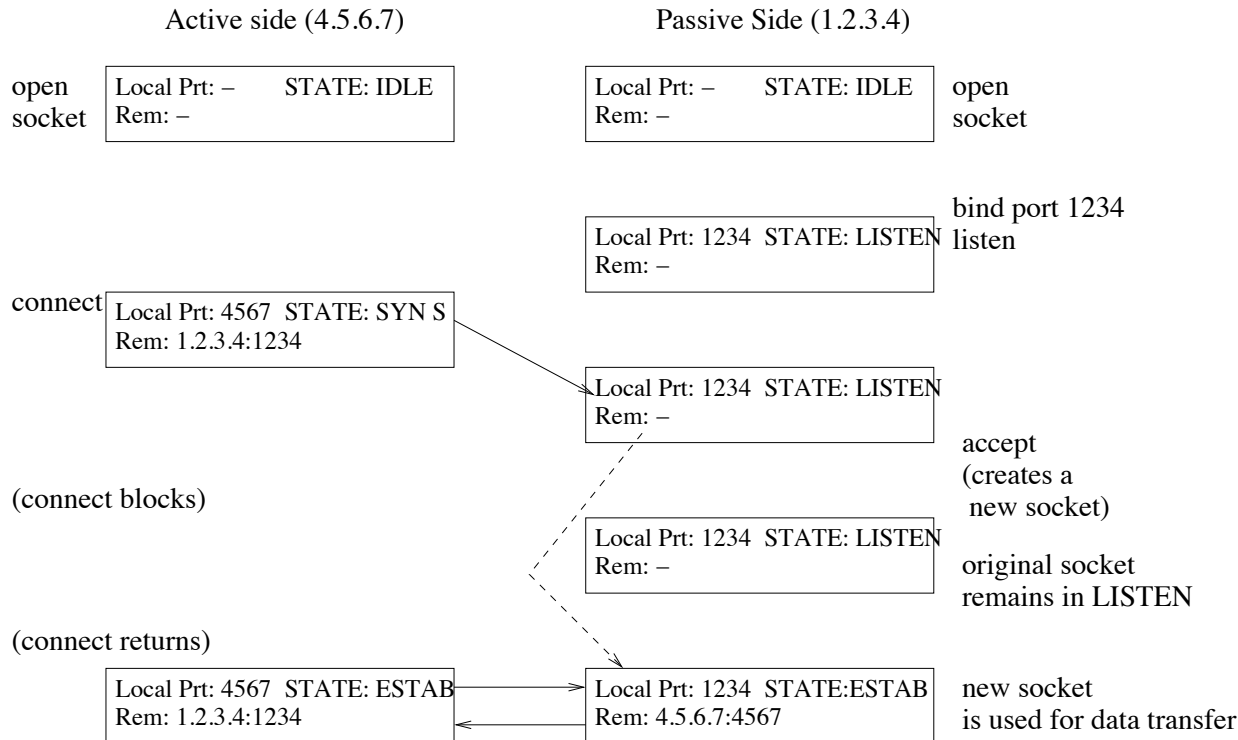 Active side (4.5.6.7)
Passive Side (1.2.3.4)
open
socket
Local Prt: – STATE: IDLE
Rem: –
Local Prt: – STATE: IDLE
Rem: –
open
socket
bind port 1234
listen
Local Prt: 1234 STATE: LISTEN
Rem: –
connect
Local Prt: 4567 STATE: SYN S
Rem: 1.2.3.4:1234
Local Prt: 1234 STATE: LISTEN
Rem: –
accept
(creates a
new socket)
(connect blocks)
Local Prt: 1234 STATE: LISTEN
Rem: –
original socket
remains in LISTEN
(connect returns)
Local Prt: 4567 STATE: ESTAB
Rem: 1.2.3.4:1234
Local Prt: 1234 STATE:ESTAB
Rem: 4.5.6.7:4567
new socket
is used for data transfer